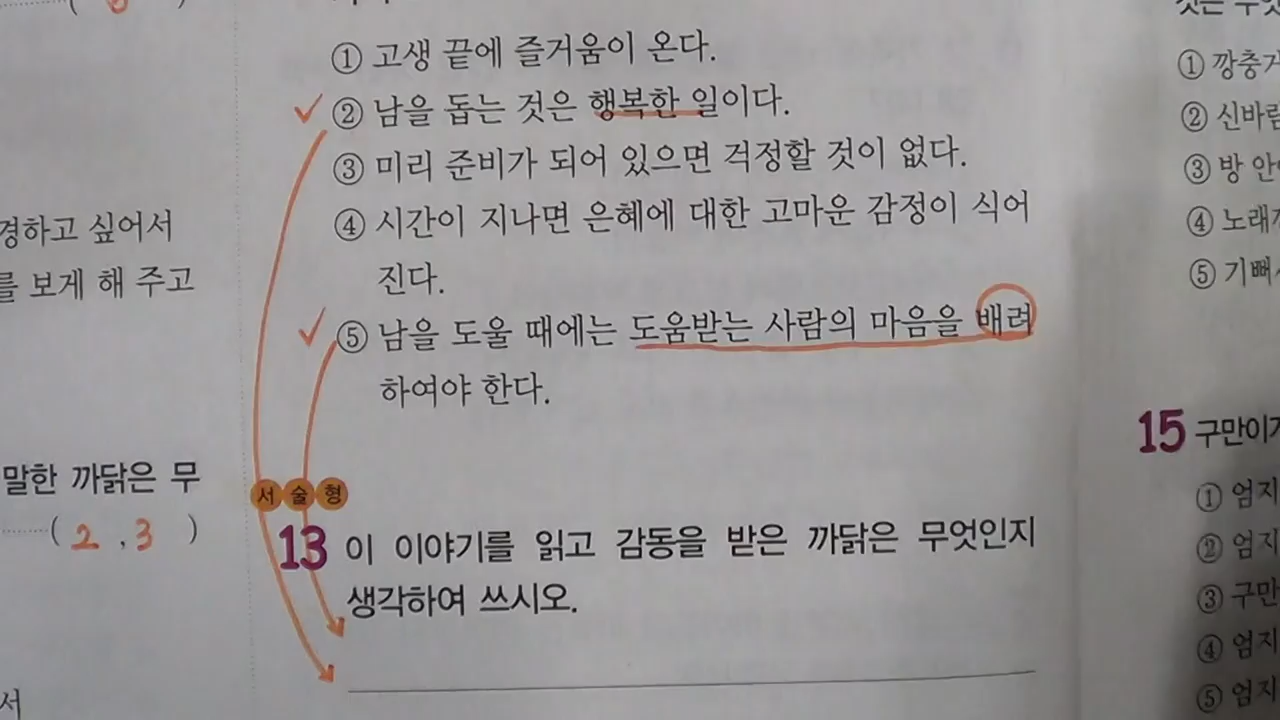 ① 고생 끝에 즐거움이 온다.
② 남을 돕는 것은 행복한 일이다.
③ 미리 준비가 되어 있으면 걱정할 것이 없다.
④ 시간이 지나면 은혜에 대한 고마운 감정이 식어
진다.
⑤ 남을 도울 때에는 도움받는 사람의 마음을 배려
하여야 한다.
서술형
13 이 이야기를 읽고 감동을 받은 까닭은 무엇인지
생각하여 쓰시오.
경하고 싶어서
를 보게 해 주고
말한 까닭은 무
( 2 , 3 )
서
것은
①
② 신바람
③ 방
④ 노래
⑤ 기뻐
15 구만이가
① 엄지
② 엄지
③ 구만
④ 엄지
⑤ 엄지